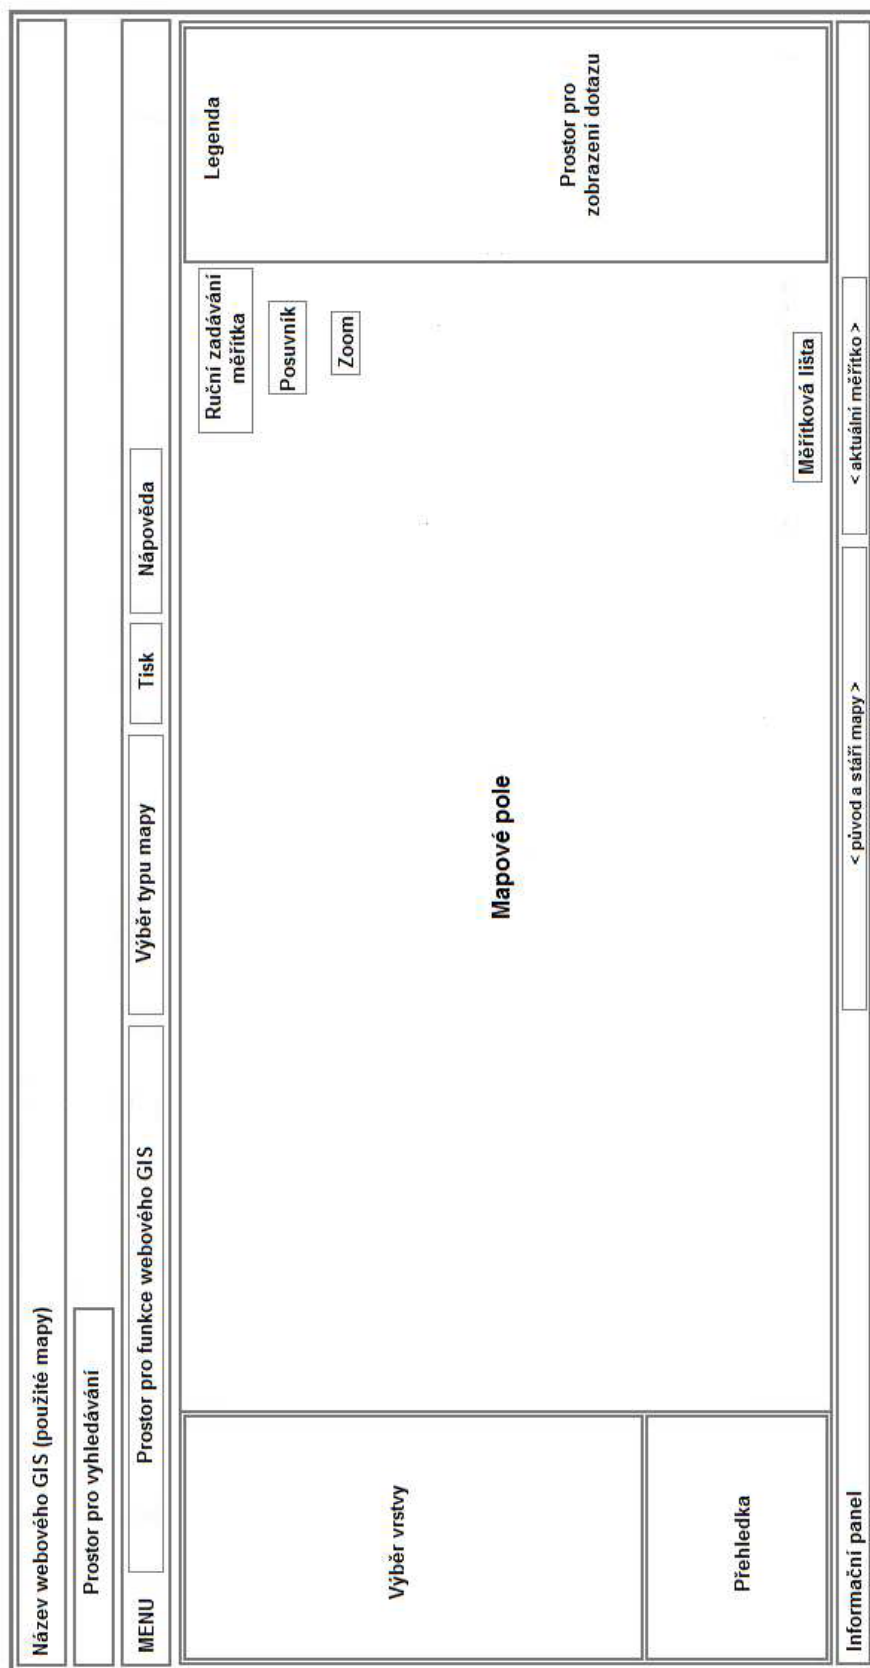 Název webového GIS (použité mapy)
Prostor pro vyhledávání
MENU
Prostor pro funkce webového GIS
Výběr typu mapy
Tisk
Nápověda
Výběr vrstvy
Přehledka
Mapové pole
Ruční zadávání
měřítka
Posuvník
Zoom
Měřítková lišta
Legenda
Prostor pro
zobrazení dotazu
Informační panel
< původ a stáří mapy >
< aktuální měřítko >